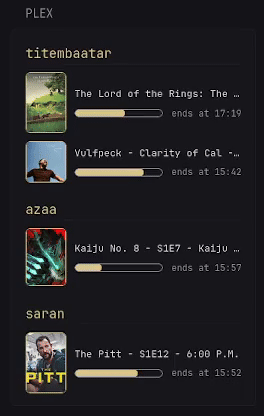 PLEX
titembaatar
The Lord of the Rings: The …
ends at 17:19
Vulfpeck - Clarity of Cal -…
ends at 15:42
azaa
Kaiju No. 8 - S1E7 - Kaiju …
ends at 15:57
saran
The Pitt - S1E12 - 6:00 P.M.
THE
PITT
ends at 15:52